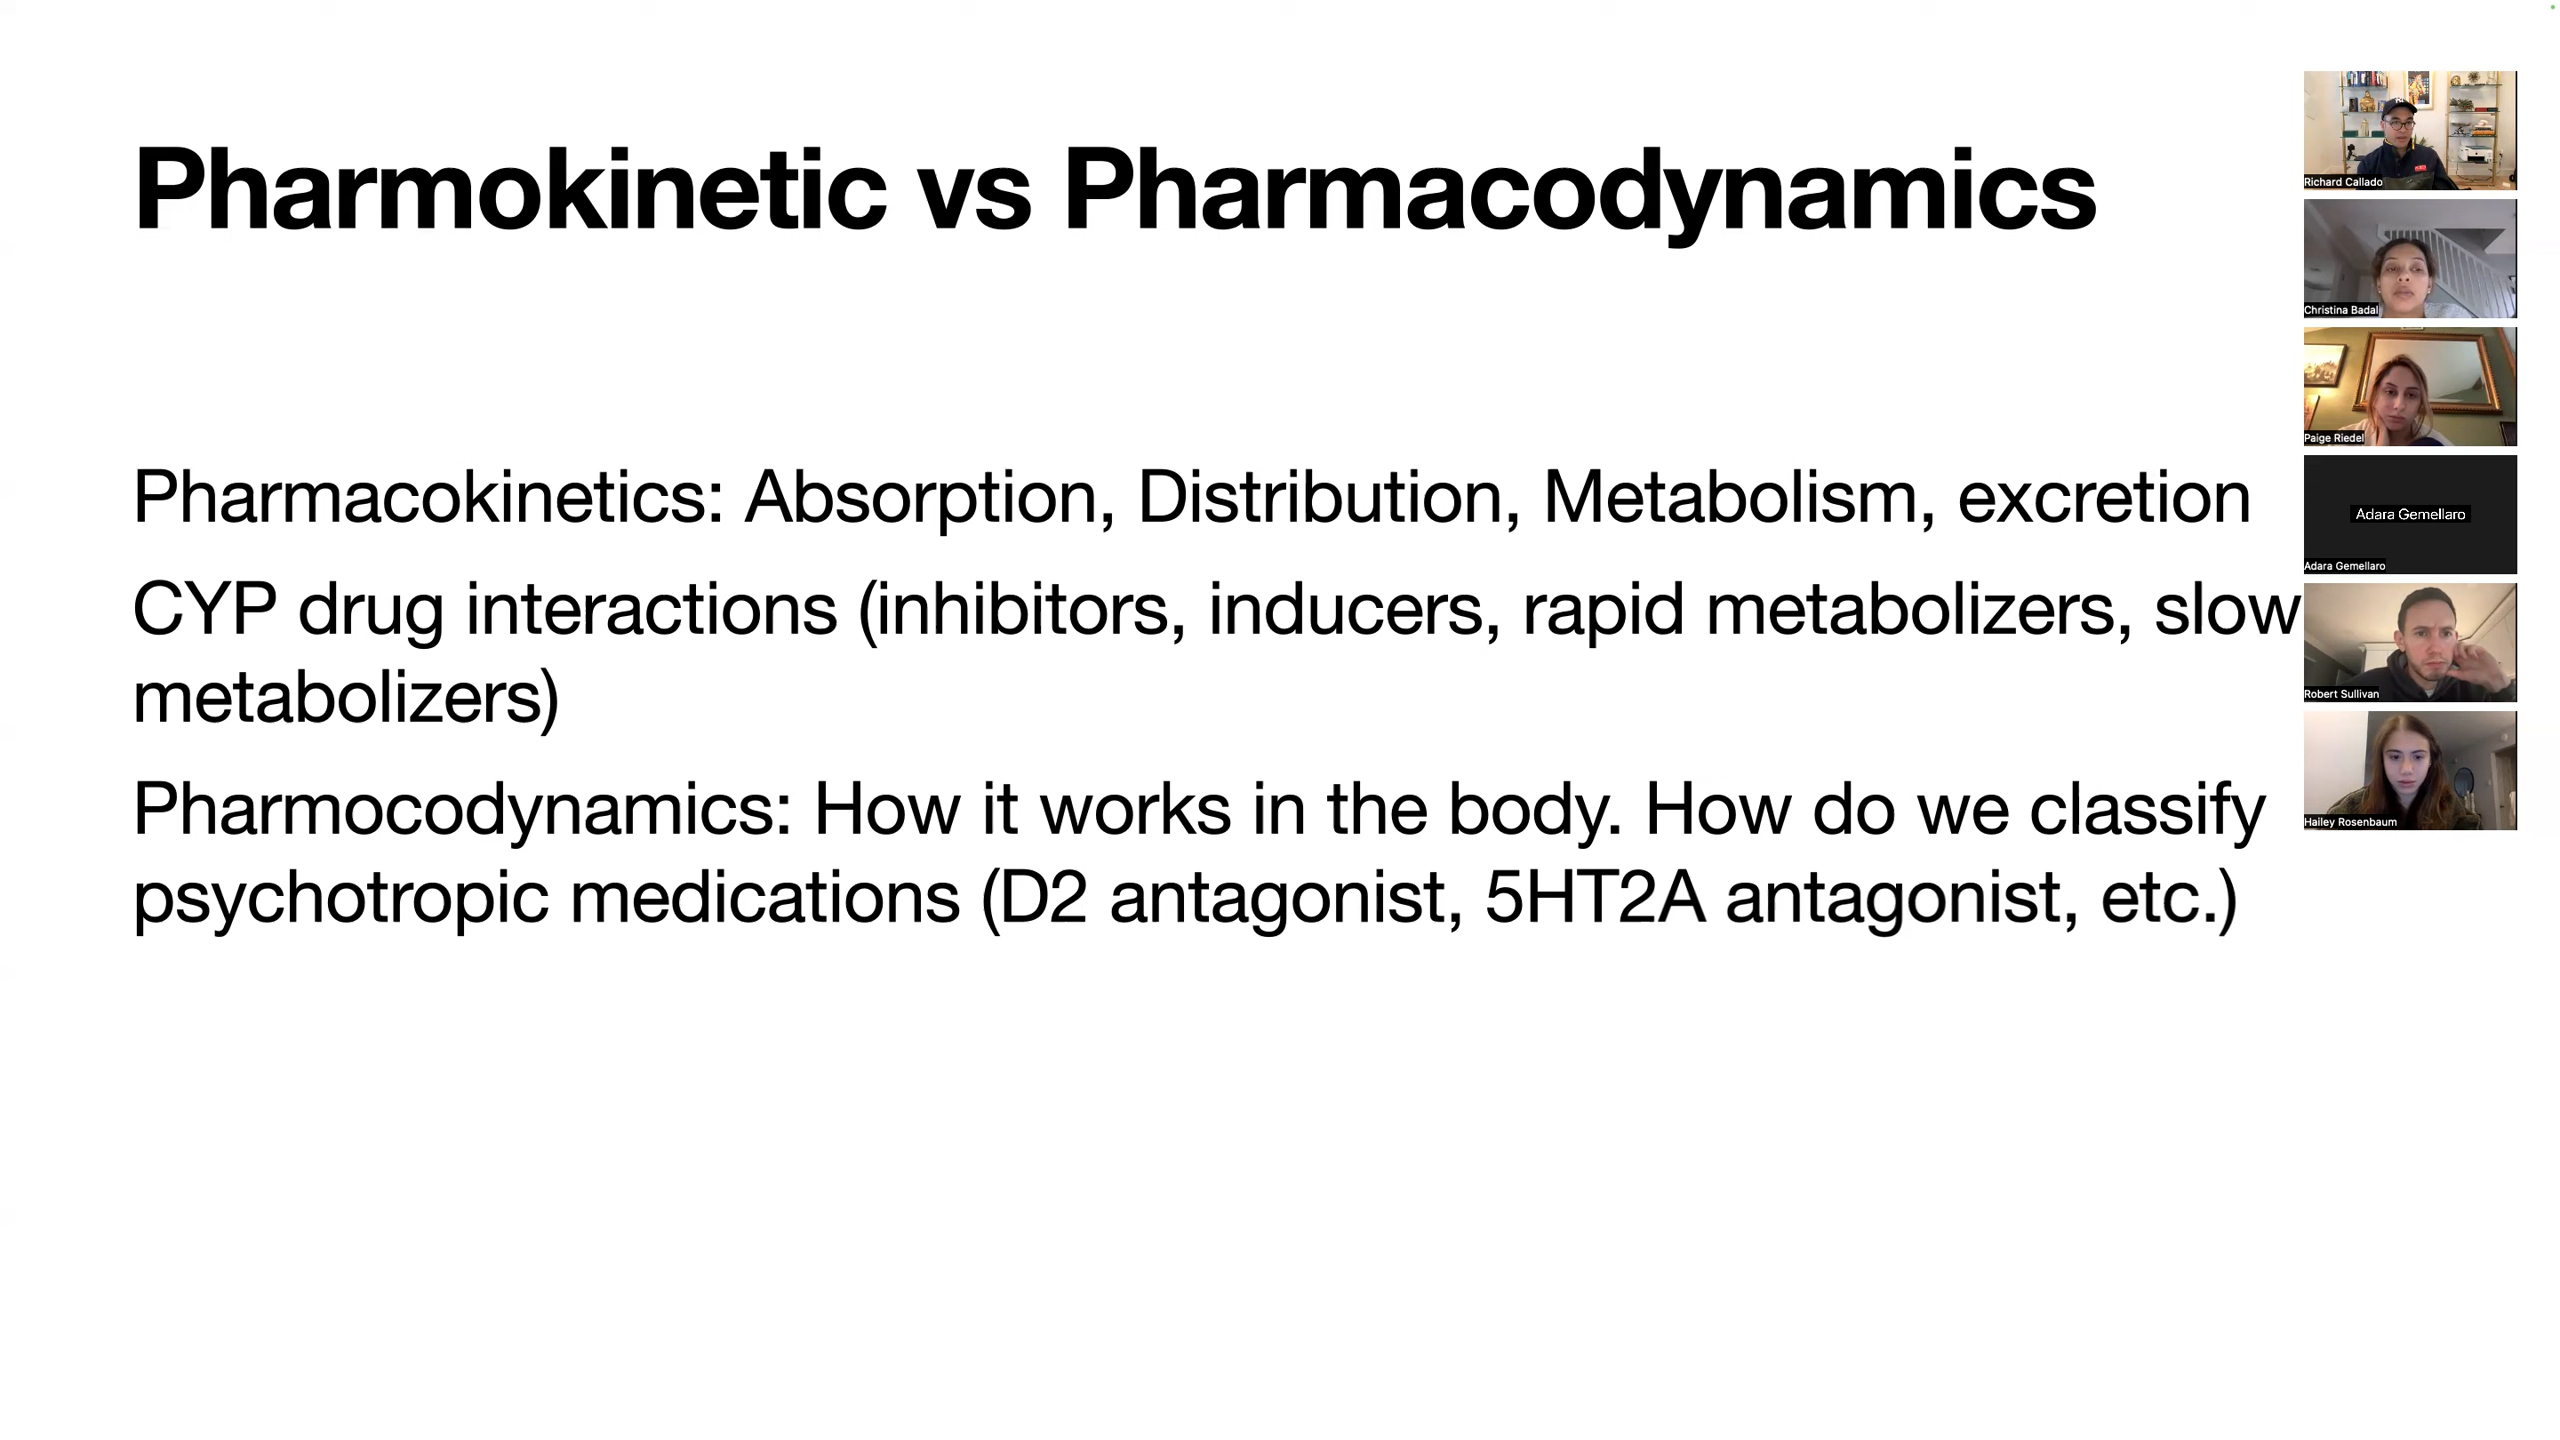 Pharmokinetic vs Pharmacodynamics
Pharmacokinetics: Absorption, Distribution, Metabolism, excretion
CYP drug interactions (inhibitors, inducers, rapid metabolizers, slow
metabolizers)
Pharmocodynamics: How it works in the body. How do we classify
psychotropic medications (D2 antagonist, 5HT2A antagonist, etc.)
Richard Callado
Christina Badal
Paige Riedel
Adara Gemellaro
Adara Gemellaro
Robert Sullivan
Hailey Rosenbaum